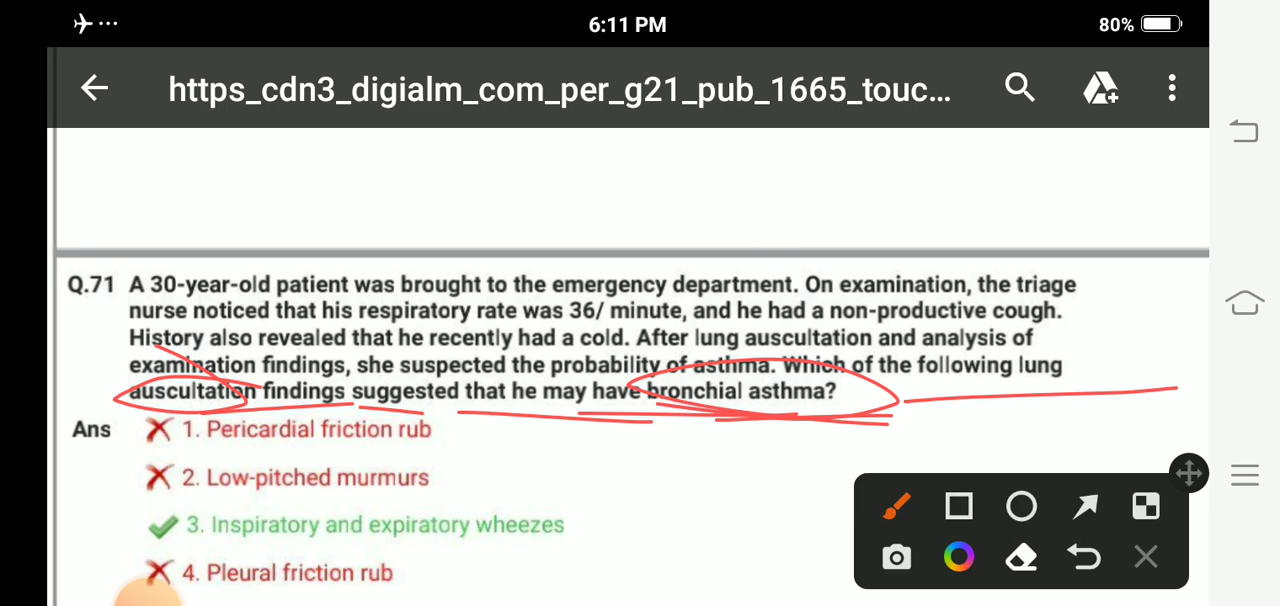 6:11 PM
80%
https_cdn3_digialm_com_per_g21_pub_1665_touc...
Q.71 A 30-year-old patient was brought to the emergency department. On examination, the triage
nurse noticed that his respiratory rate was 36/ minute, and he had a non-productive cough.
History also revealed that he recently had a cold. After lung auscultation and analysis of
examination findings, she suspected the probability of asthma. Which of the following lung
auscultation findings suggested that he may have bronchial asthma?
Ans 1. Pericardial friction rub
2. Low-pitched murmurs
3. Inspiratory and expiratory wheezes
4. Pleural friction rub